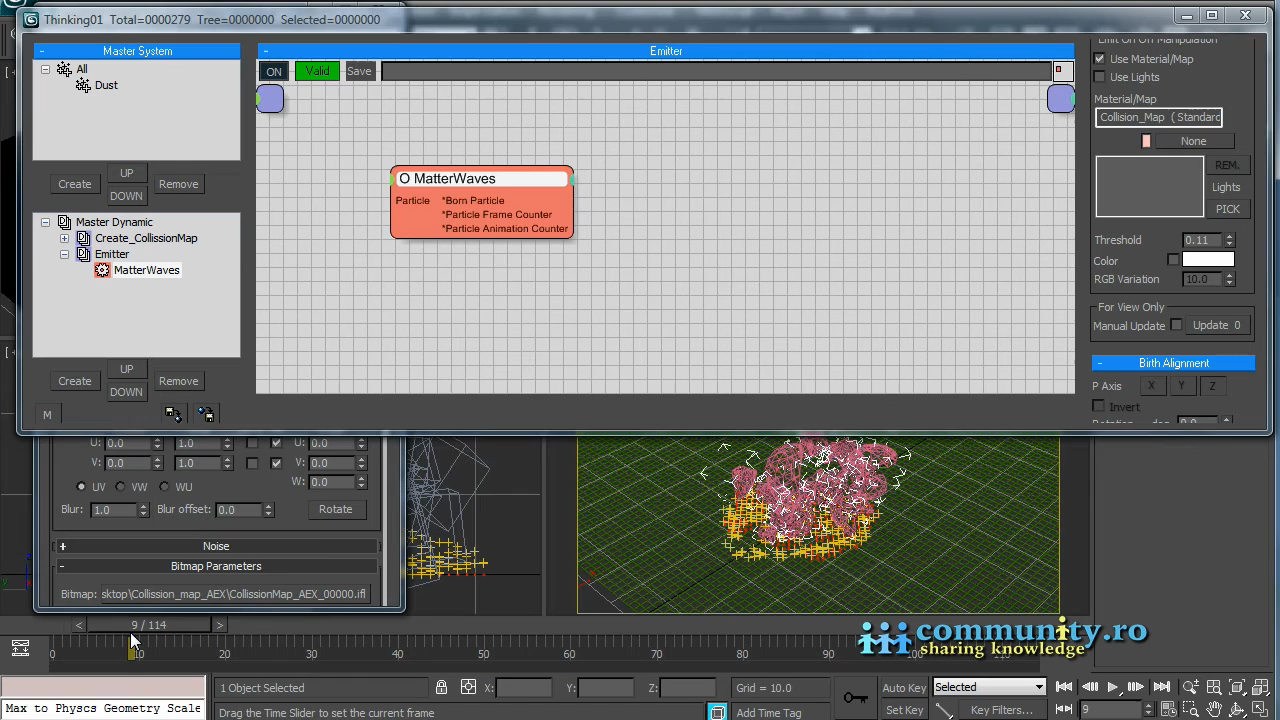 Thinking01 Total=0000279 Tree=0000000 Selected=0000000
Master System
All
Dust
UP
Create
Remove
DOWN
Master Dynamic
Create_CollissionMap
Emitter
MatterWaves
UP
Create
Remove
DOWN
M
Emitter
ON
Valid
Save
O MatterWaves
Particle
*Born Particle
*Particle Frame Counter
*Particle Animation Counter
Emit On On Manipulation
Use Material/Map
Use Lights
Material/Map
Collision_Map ( Standarc
None
REM.
Lights
PICK
Threshold
0.11
Color
RGB Variation
10.0
For View Only
Manual Update
Update 0
Birth Alignment
P Axis
X
Y
Z
Invert
U:
0.0
1.0
U:
0.0
V:
0.0
1.0
V:
0.0
W:
0.0
UV
VW
WU
Blur:
1.0
Blur offset:
0.0
Rotate
Noise
Bitmap Parameters
Bitmap:
sktop\Collission_map_AEX\CollisionMap_AEX_00000.ifl
< 9 / 114 >
community.ro
sharing knowledge
0 10 20 30 40 50 60 70 80 90 100 110
1 Object Selected
X:
Y:
Z:
Grid = 10.0
Auto Key
Selected
Max to Physcs Geometry Scale
Drag the Time Slider to set the current frame
Add Time Tag
Set Key
Key Filters...
9